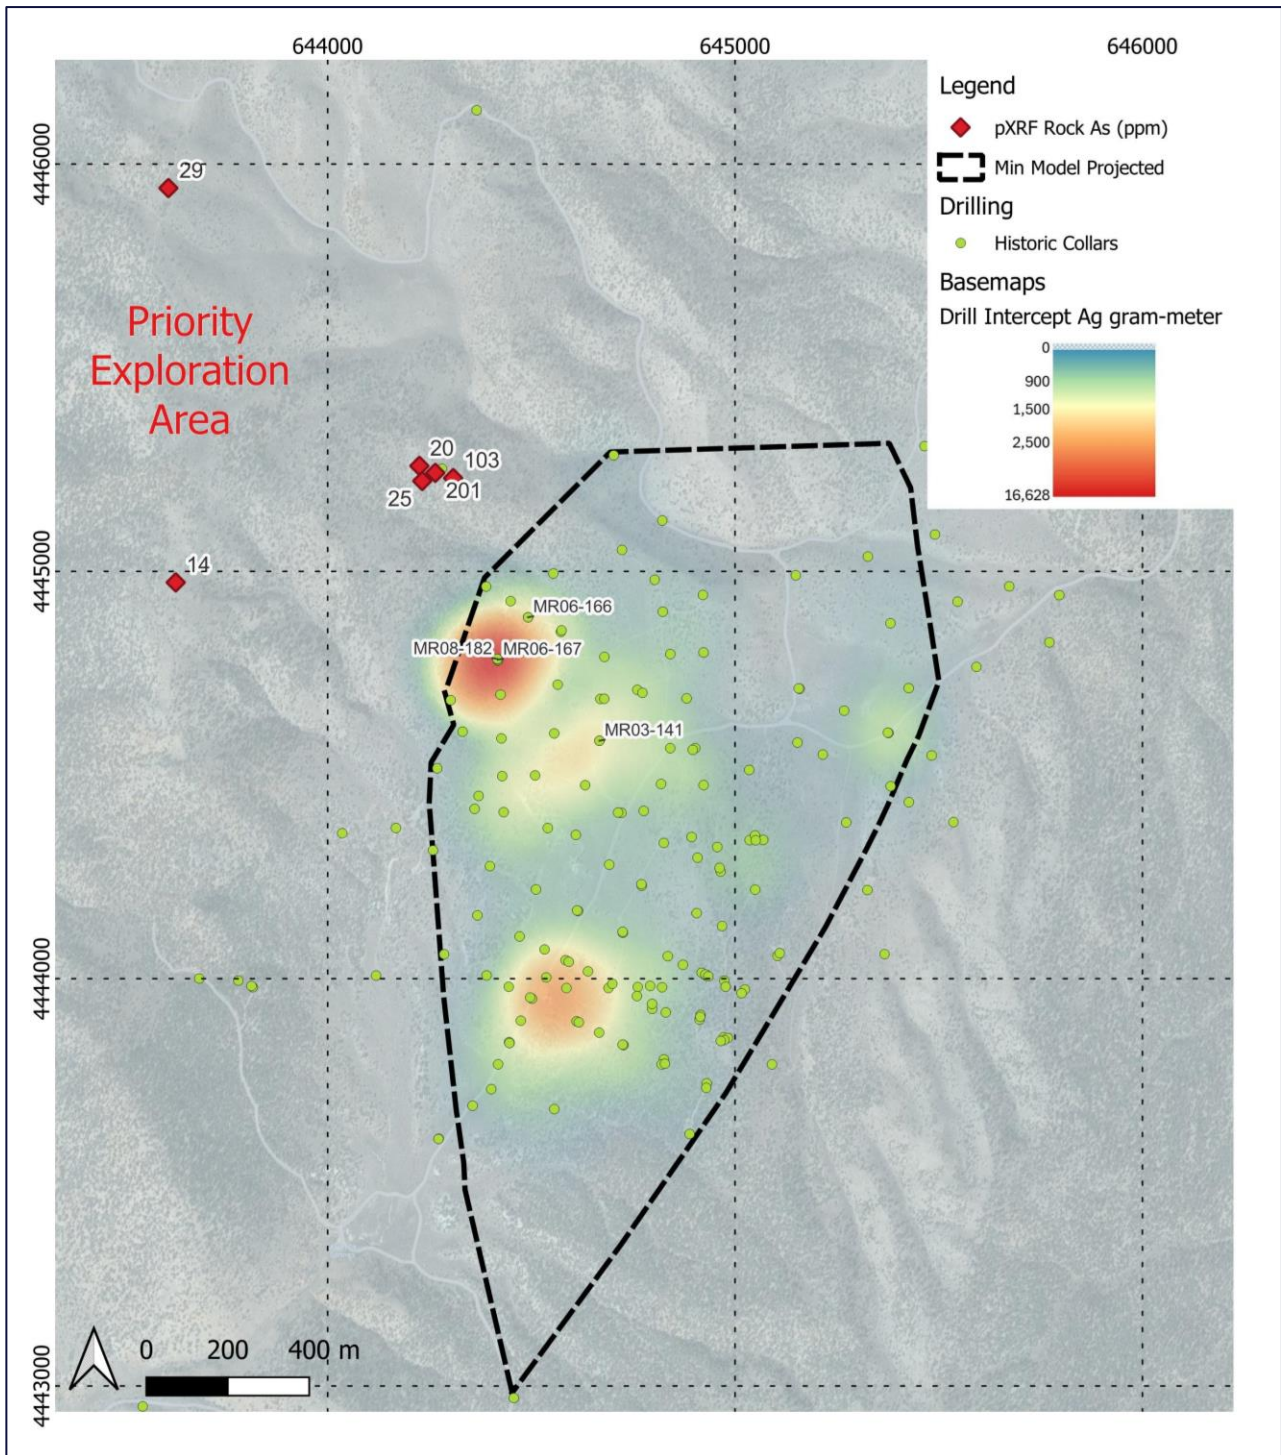 644000
645000
646000
Legend
pXRF Rock As (ppm)
Min Model Projected
Drilling
Historic Collars
Basemaps
Drill Intercept Ag gram-meter
0
900
1,500
2,500
16,628
4446000
29
Priority
Exploration
Area
20
103
25
201
4445000
14
MR06-166
MR08-182
MR06-167
MR03-141
4444000
0
200
400 m
4443000